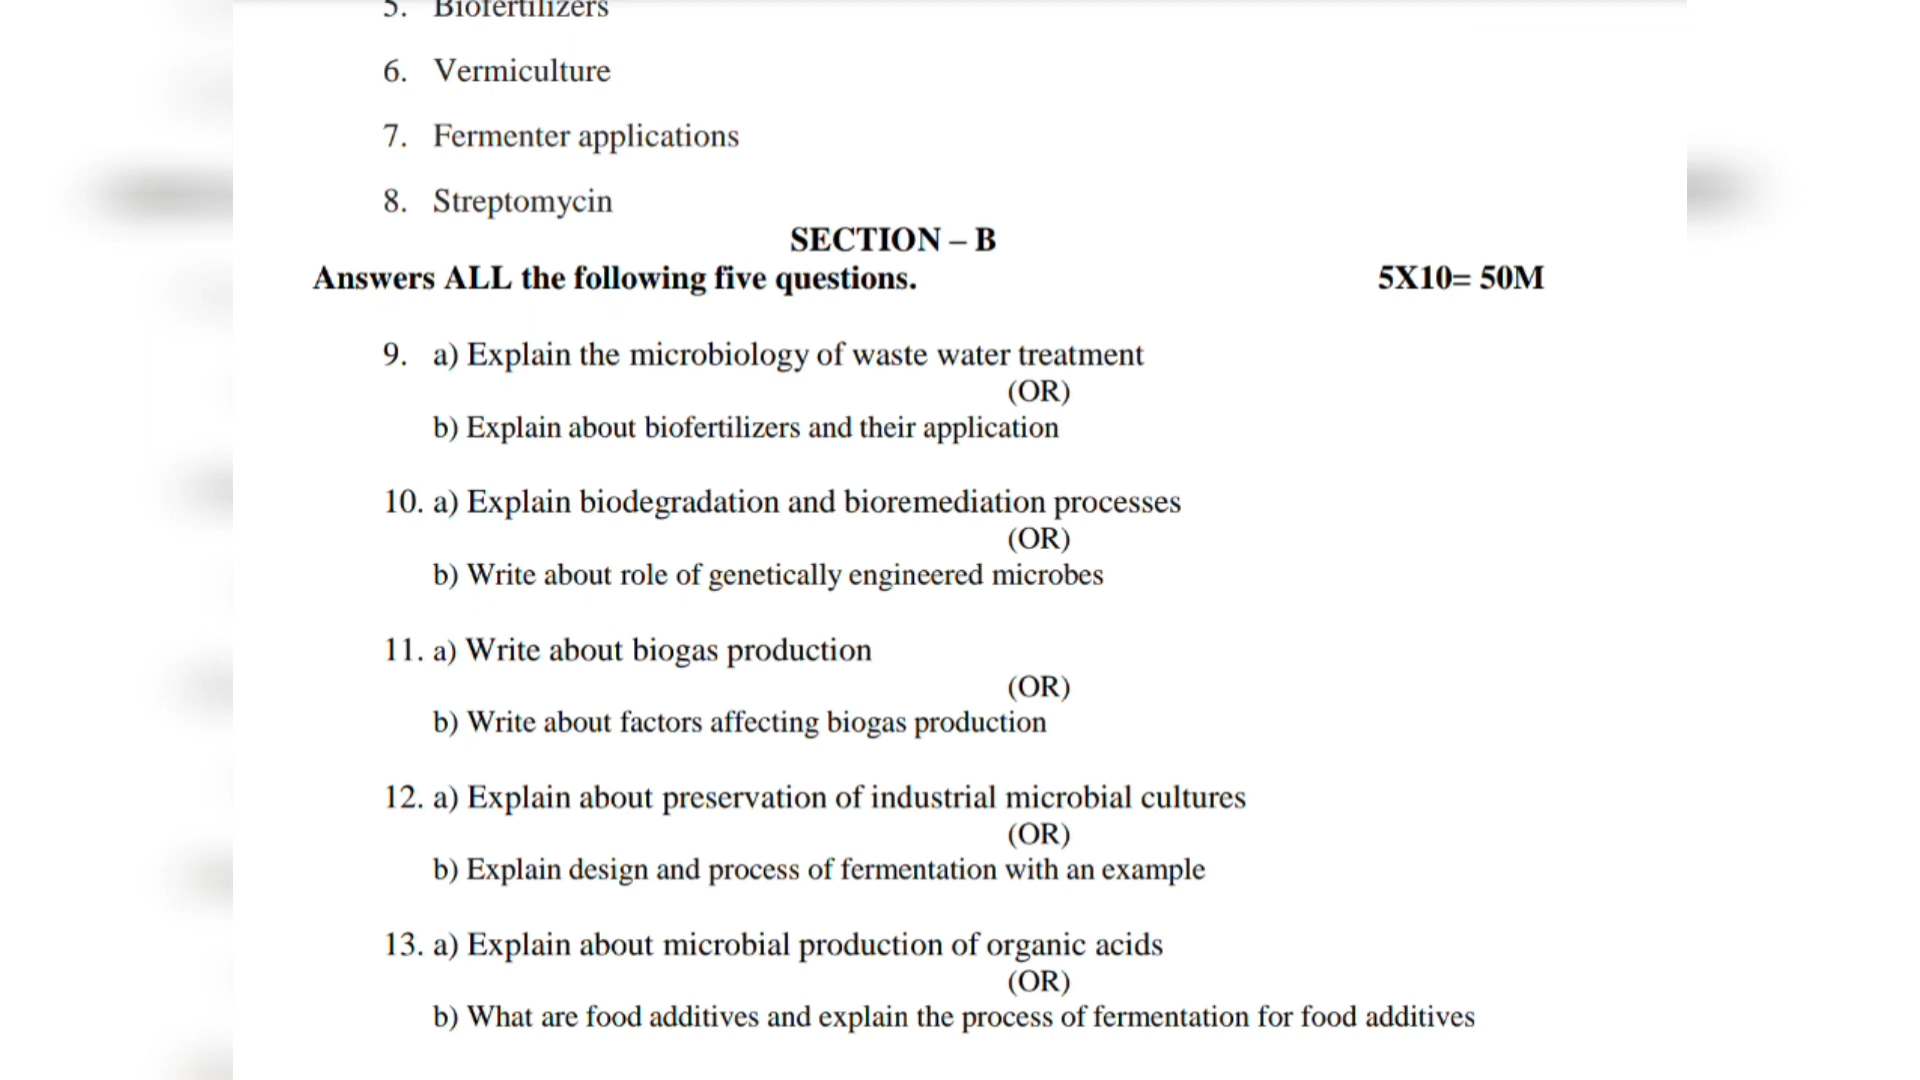 5. Biofertilizers
6. Vermiculture
7. Fermenter applications
8. Streptomycin
SECTION – B
Answers ALL the following five questions. 5X10= 50M
9. a) Explain the microbiology of waste water treatment
(OR)
b) Explain about biofertilizers and their application
10. a) Explain biodegradation and bioremediation processes
(OR)
b) Write about role of genetically engineered microbes
11. a) Write about biogas production
(OR)
b) Write about factors affecting biogas production
12. a) Explain about preservation of industrial microbial cultures
(OR)
b) Explain design and process of fermentation with an example
13. a) Explain about microbial production of organic acids
(OR)
b) What are food additives and explain the process of fermentation for food additives